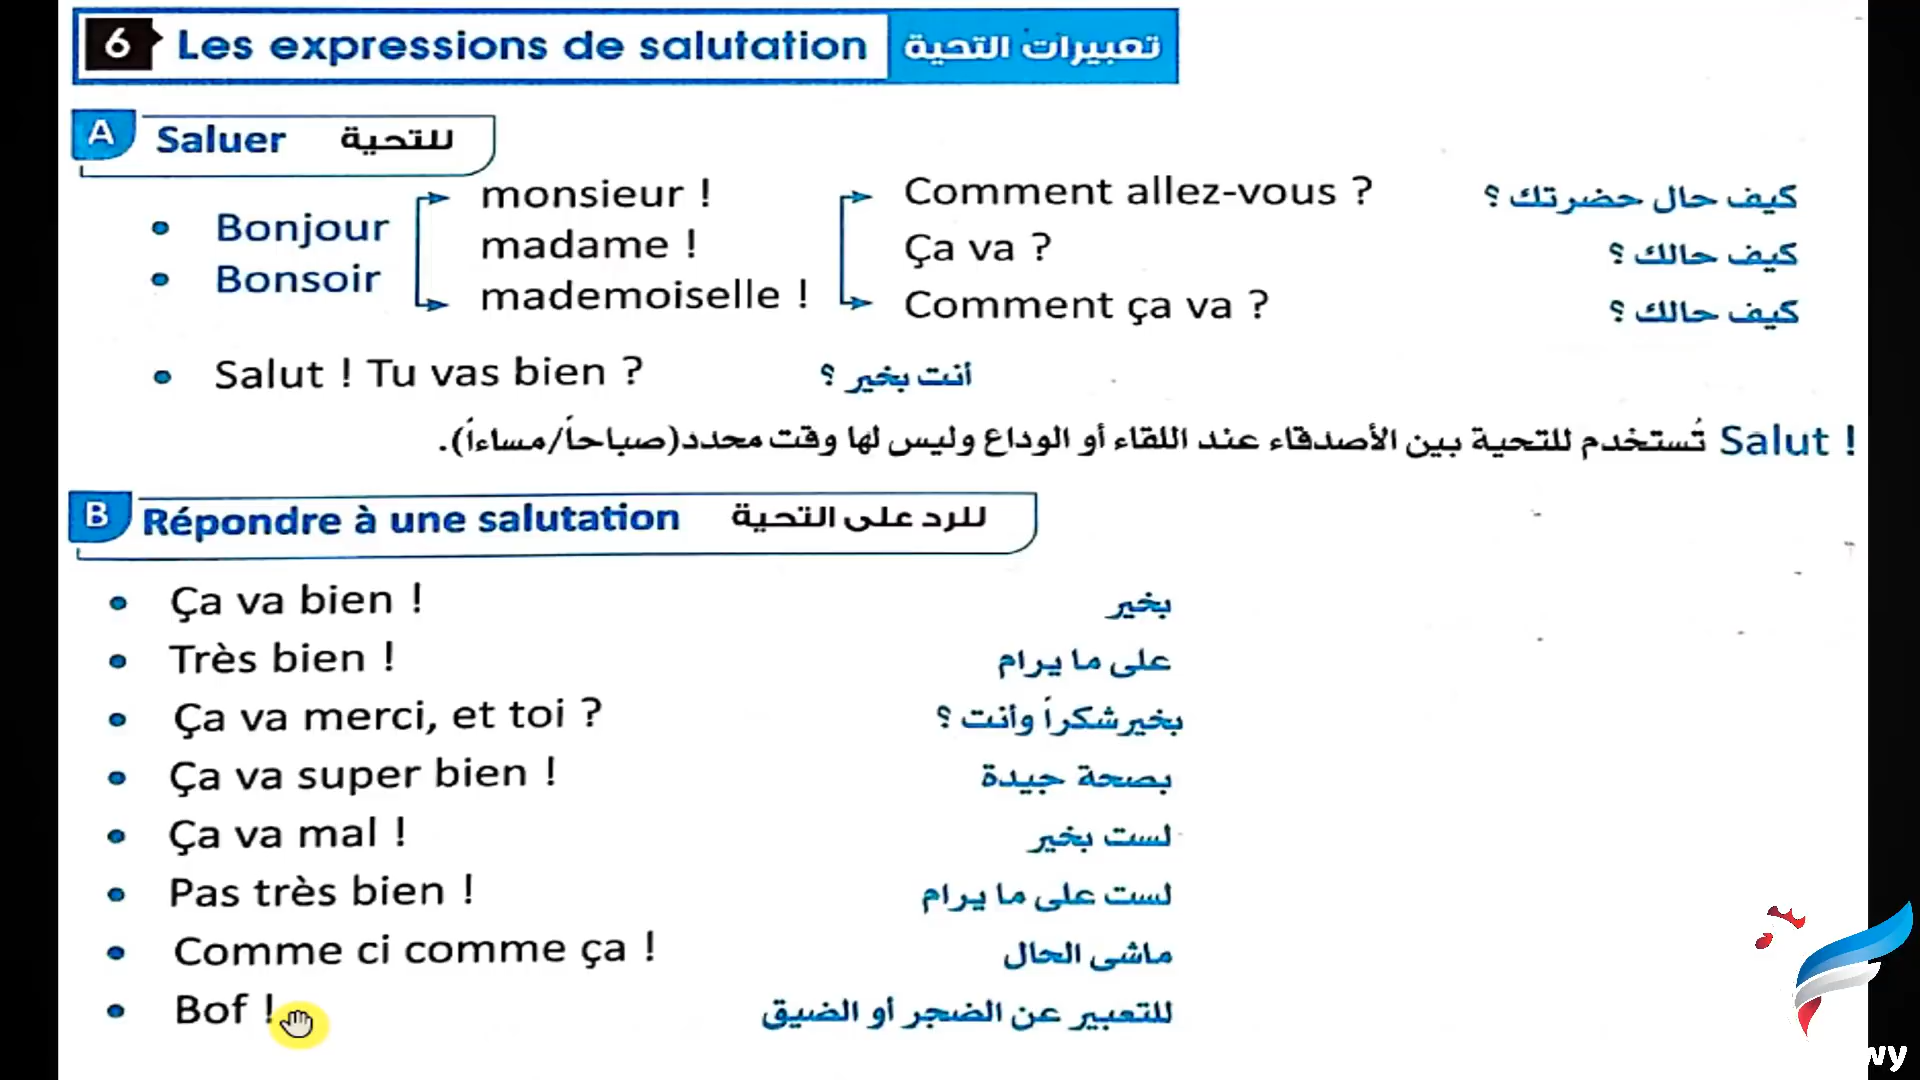 6 Les expressions de salutation تعبيرات التحية
A Saluer للتحية
• Bonjour
• Bonsoir
monsieur !
madame !
mademoiselle !
Comment allez-vous ? كيف حال حضرتك ؟
Ça va ? كيف حالك ؟
Comment ça va ? كيف حالك ؟
• Salut ! Tu vas bien ? أنت بخير ؟
Salut ! تُستخدم للتحية بين الأصدقاء عند اللقاء أو الوداع وليس لها وقت محدد(صباحاً/مساءاً).
B Répondre à une salutation للرد على التحية
• Ça va bien ! بخير
• Très bien ! على ما يرام
• Ça va merci, et toi ? بخير شكراً وأنت ؟
• Ça va super bien ! بصحة جيدة
• Ça va mal ! لست بخير
• Pas très bien ! لست على ما يرام
• Comme ci comme ça ! ماشى الحال
• Bof ! للتعبير عن الضجر أو الضيق